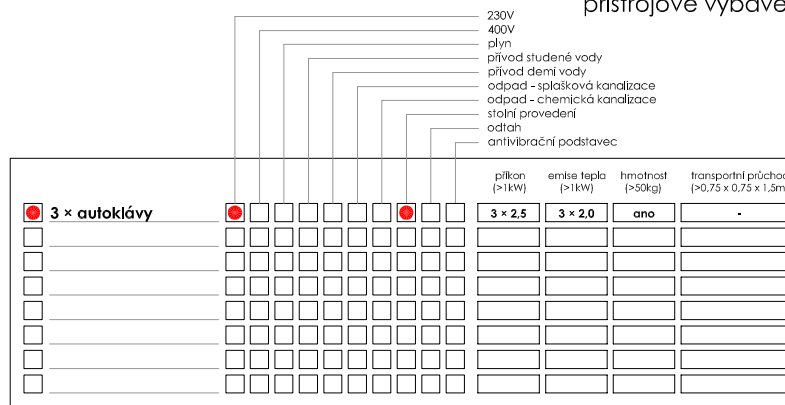 přístrojové vybave
230V
400V
plyn
přívod studené vody
přívod demi vody
odpad - splašková kanalizace
odpad - chemická kanalizace
stolní provedení
odtah
antivibrační podstavec
příkon emise tepla hmotnost transportní průchod
(>1kW) (>1kW) (>50kg) (>0,75 x 0,75 x 1,5m
3 × autoklávy 3 × 2,5 3 × 2,0 ano -